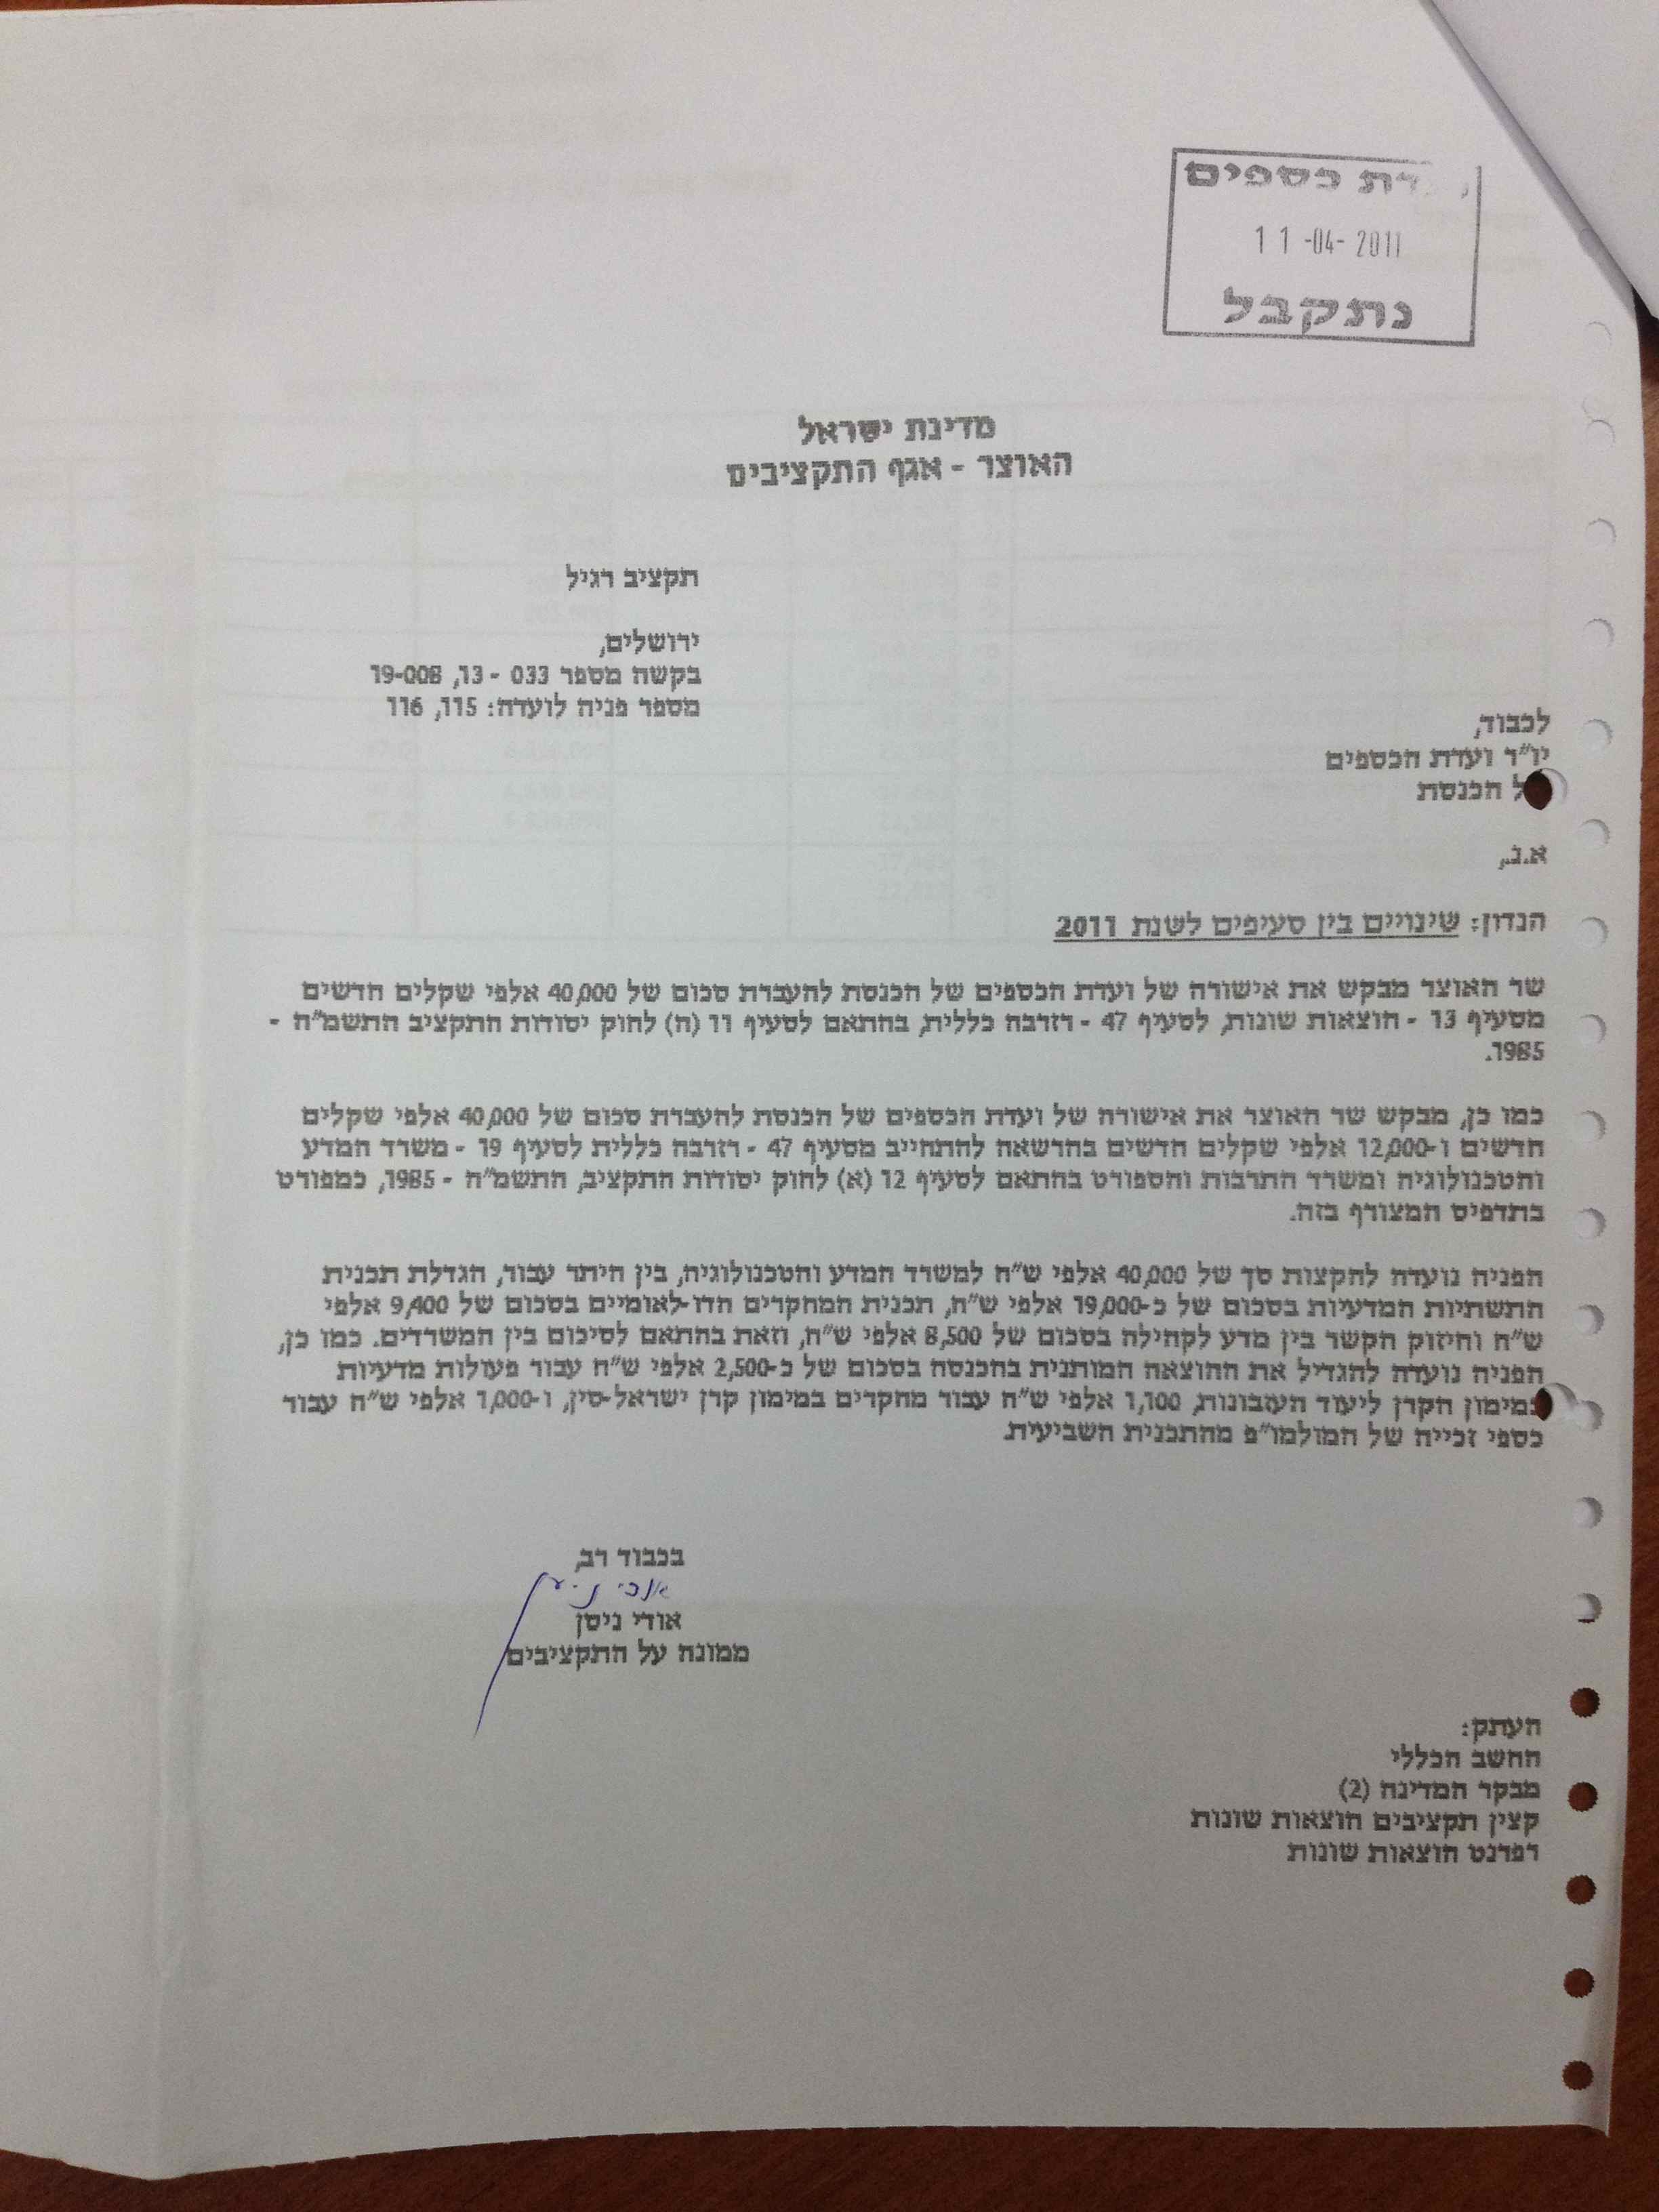 ועדת כספים
11-04-2011
נתקבל
מדינת ישראל
האוצר - אגף התקציבים
תקציב רגיל
ירושלים,
בקשה מספר 033 - 13, 19-008
מספר פניה לועדה: 115, 116
לכבוד,
יו"ר ועדת הכספים
של הכנסת
א.נ.,
הנדון: שינויים בין סעיפים לשנת 2011
שר האוצר מבקש את אישורה של ועדת הכספים של הכנסת להעברת סכום של 40,000 אלפי שקלים חדשים
מסעיף 13 - הוצאות שונות, לסעיף 47 - רזרבה כללית, בהתאם לסעיף 11 (ה) לחוק יסודות התקציב התשמ"ה -
1985.
כמו כן, מבקש שר האוצר את אישורה של ועדת הכספים של הכנסת להעברת סכום של 40,000 אלפי שקלים
חדשים ו-12,000 אלפי שקלים חדשים בהרשאה להתחייב מסעיף 47 - רזרבה כללית לסעיף 19 - משרד המדע
והטכנולוגיה ומשרד התרבות והספורט בהתאם לסעיף 12 (א) לחוק יסודות התקציב, התשמ"ה - 1985, כמפורט
בתדפיס המצורף בזה.
הפניה נועדה להקצות סך של 40,000 אלפי ש"ח למשרד המדע והטכנולוגיה, בין היתר עבור, הגדלת תכנית
התשתיות המדעיות בסכום של כ-19,000 אלפי ש"ח, תכנית המחקרים הדו-לאומיים בסכום של 9,400 אלפי
ש"ח וחיזוק הקשר בין מדע לקהילה בסכום של 8,500 אלפי ש"ח, וזאת בהתאם לסיכום בין המשרדים. כמו כן,
הפניה נועדה להגדיל את ההוצאה המותנית בהכנסה בסכום של כ-2,500 אלפי ש"ח עבור פעולות מדעיות
במימון הקרן ליעוד העזבונות, 1,100 אלפי ש"ח עבור מחקרים במימון קרן ישראל-סין, ו-1,000 אלפי ש"ח עבור
כספי זכייה של המולמו"פ מהתכנית השביעית.
בכבוד רב,
אודי ניסן
ממונה על התקציבים
העתק:
החשב הכללי
מבקר המדינה (2)
קצין תקציבים הוצאות שונות
רפרנט הוצאות שונות